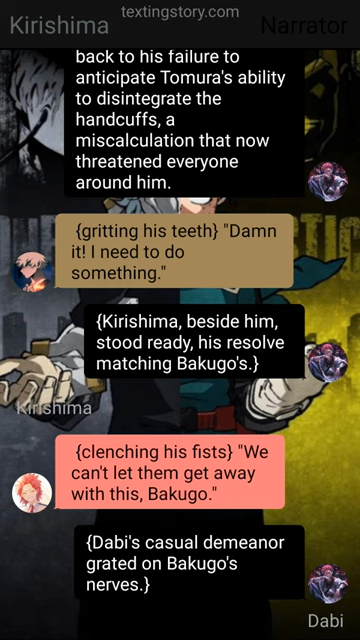 textingstory.com
Kirishima
Narrator
back to his failure to
anticipate Tomura's ability
to disintegrate the
handcuffs, a
miscalculation that now
threatened everyone
around him.
{gritting his teeth} "Damn
it! I need to do
something."
{Kirishima, beside him,
stood ready, his resolve
matching Bakugo's.}
Kirishima
{clenching his fists} "We
can't let them get away
with this, Bakugo."
{Dabi's casual demeanor
grated on Bakugo's
nerves.}
Dabi